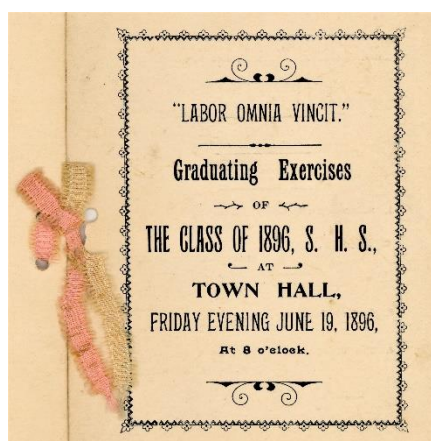 "LABOR OMNIA VINCIT."
Graduating Exercises
OF
THE CLASS OF 1896, S. H. S.,
AT
TOWN HALL,
FRIDAY EVENING JUNE 19, 1896,
At 8 o'clock.